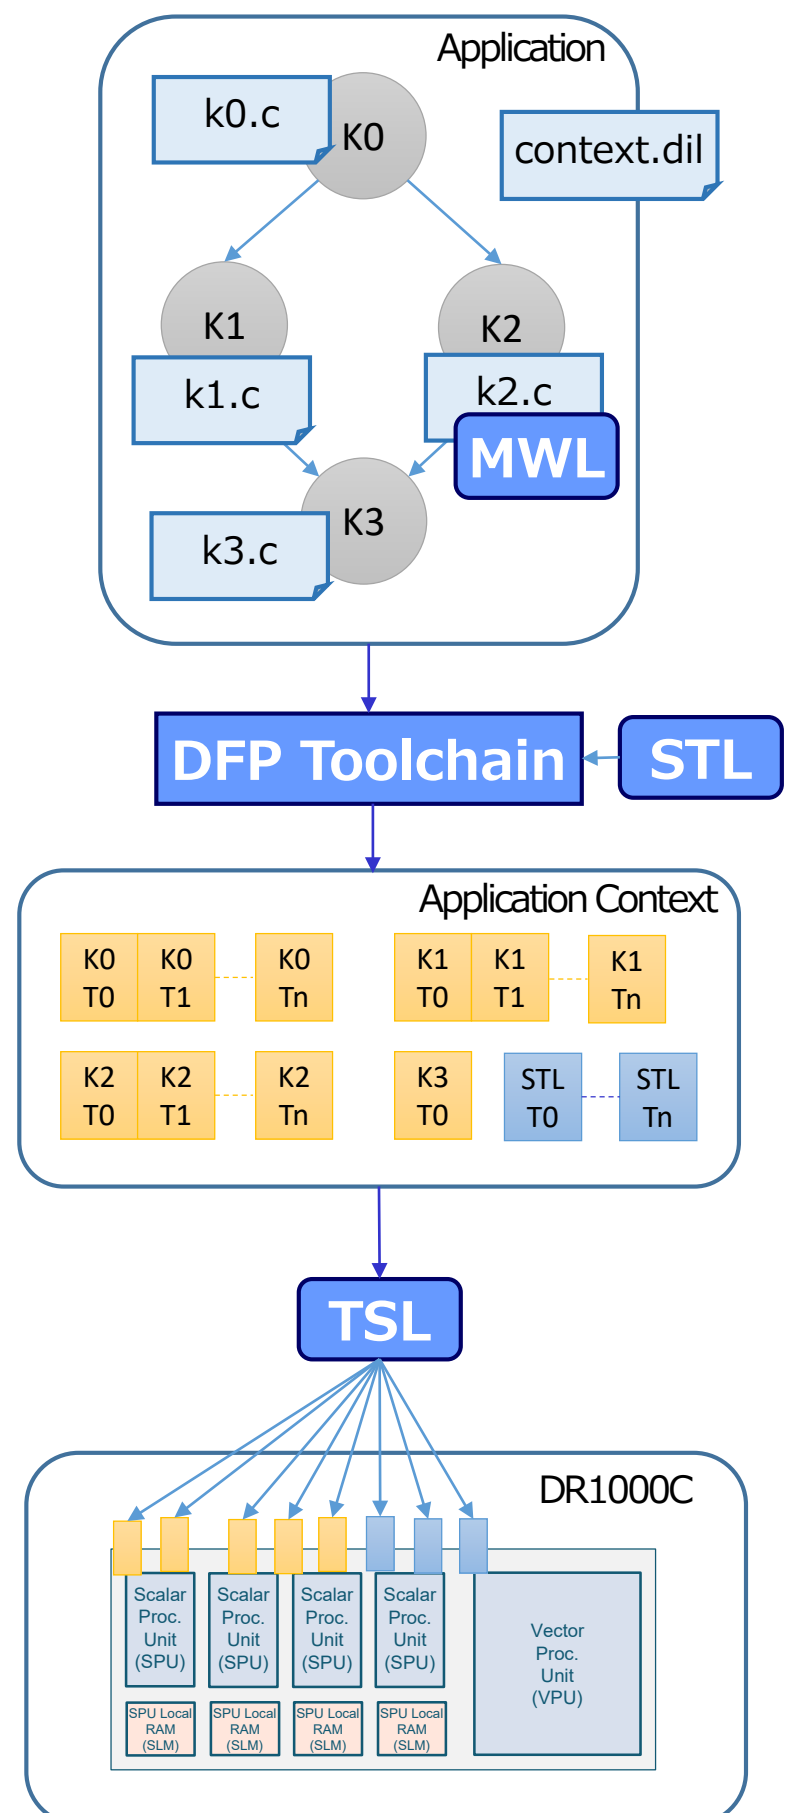 Application
k0.c
K0
context.dil
K1
K2
k1.c
k2.c
MWL
K3
k3.c
DFP Toolchain
STL
Application Context
K0 K0 K0 K1 K1 K1
T0 T1 Tn T0 T1 Tn
K2 K2 K2 K3 STL STL
T0 T1 Tn T0 T0 Tn
TSL
DR1000C
Scalar
Proc.
Unit
(SPU)
Scalar
Proc.
Unit
(SPU)
Scalar
Proc.
Unit
(SPU)
Scalar
Proc.
Unit
(SPU)
Vector
Proc.
Unit
(VPU)
SPU Local
RAM
(SLM)
SPU Local
RAM
(SLM)
SPU Local
RAM
(SLM)
SPU Local
RAM
(SLM)